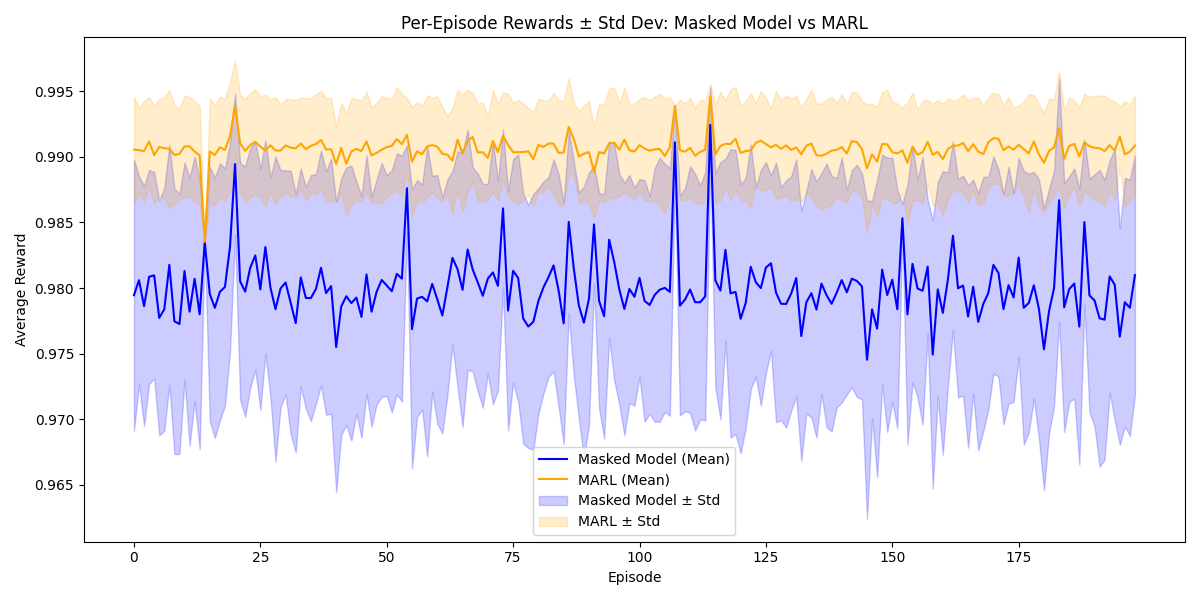 Per-Episode Rewards ± Std Dev: Masked Model vs MARL
Average Reward
0.995
0.990
0.985
0.980
0.975
0.970
0.965
Masked Model (Mean)
MARL (Mean)
Masked Model ± Std
MARL ± Std
0 25 50 75 100 125 150 175
Episode